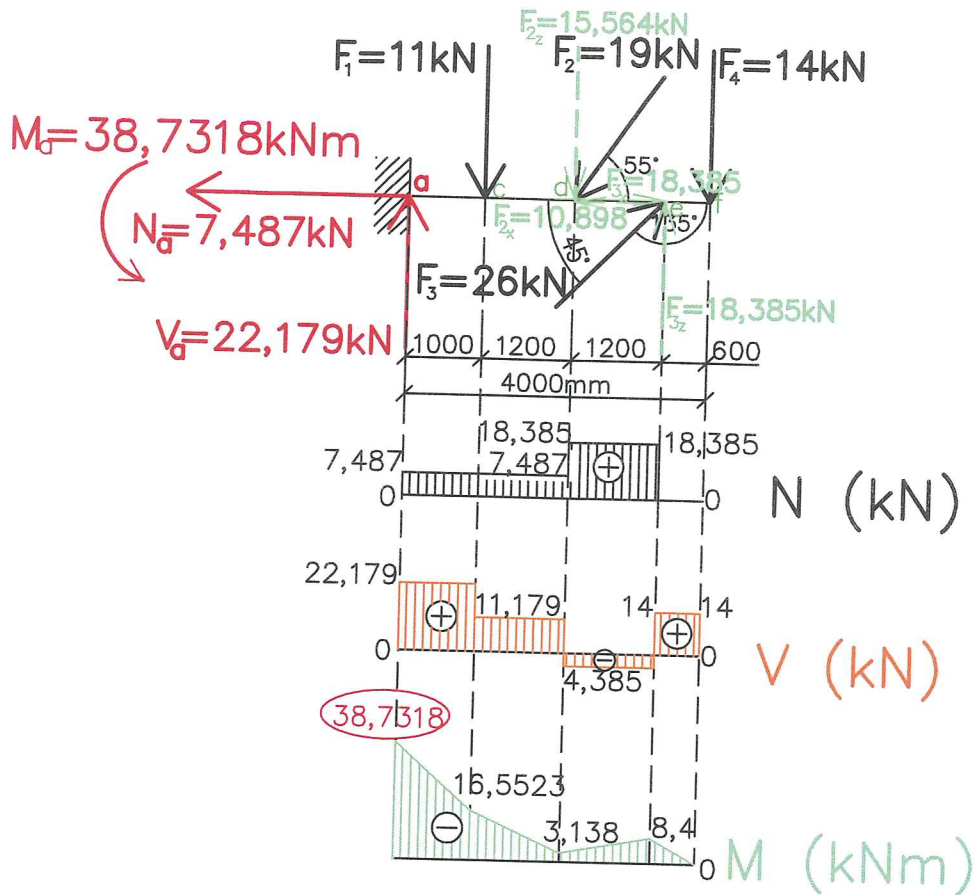 F2z=15,564kN
F1=11kN
F2=19kN
F4=14kN
Ma=38,7318kNm
55°
a
c
d
F3x=18,385
e
f
Na=7,487kN
F2x=10,898
45°
135°
F3=26kN
F3z=18,385kN
Va=22,179kN
1000 1200 1200 600
4000mm
18,385
7,487 7,487
18,385
+
0 0
N (kN)
22,179
11,179
14 14
+ +
0 0
−
4,385
V (kN)
38,7318
16,5523
3,138 8,4
−
0
M (kNm)